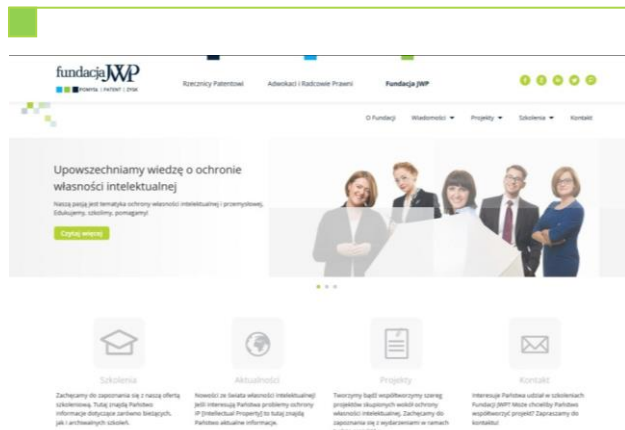 fundacja JWP
POMYSŁ | PATENT | ZYSK
Rzecznicy Patentowi
Adwokaci i Radcowie Prawni
Fundacja JWP
O Fundacji
Wiadomości
Projekty
Szkolenia
Kontakt
Upowszechniamy wiedzę o ochronie
własności intelektualnej
Naszą pasją jest tematyka ochrony własności intelektualnej i przemysłowej.
Edukujemy, szkolimy, pomagamy!
Czytaj więcej
Szkolenia
Zachęcamy do zapoznania się z naszą ofertą
szkoleniową. Tutaj znajdą Państwo
informacje dotyczące zarówno bieżących,
jak i archiwalnych szkoleń.
Aktualności
Nowości ze świata własności intelektualnej!
Jeśli interesują Państwa problemy ochrony
IP [Intellectual Property] to tutaj znajdą
Państwo aktualne informacje.
Projekty
Tworzymy bądź współtworzymy szereg
projektów skupionych wokół ochrony
własności intelektualnej. Zachęcamy do
zapoznania się z wydarzeniami w ramach
Kontakt
Interesuje Państwa udział w szkoleniach
Fundacji JWP? Może chcieliby Państwo
współtworzyć projekt? Zapraszamy do
kontaktu!